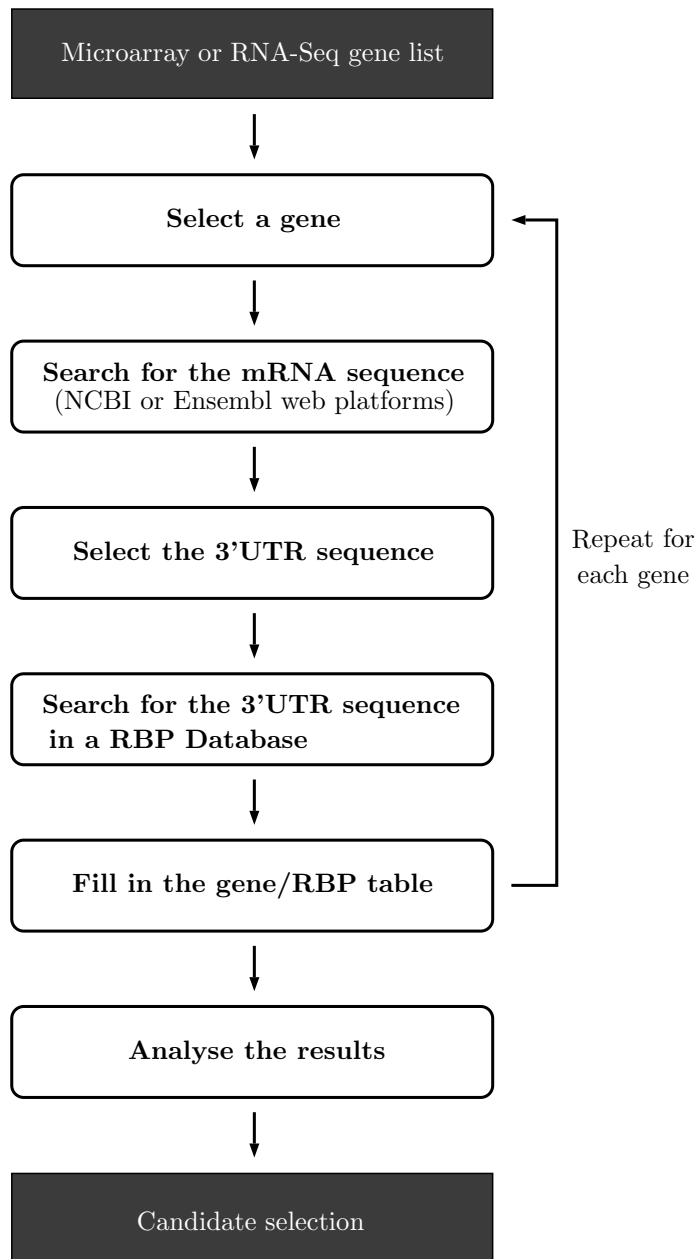 Microarray or RNA-Seq gene list
Select a gene
Search for the mRNA sequence
(NCBI or Ensembl web platforms)
Select the 3'UTR sequence
Repeat for
each gene
Search for the 3'UTR sequence
in a RBP Database
Fill in the gene/RBP table
Analyse the results
Candidate selection